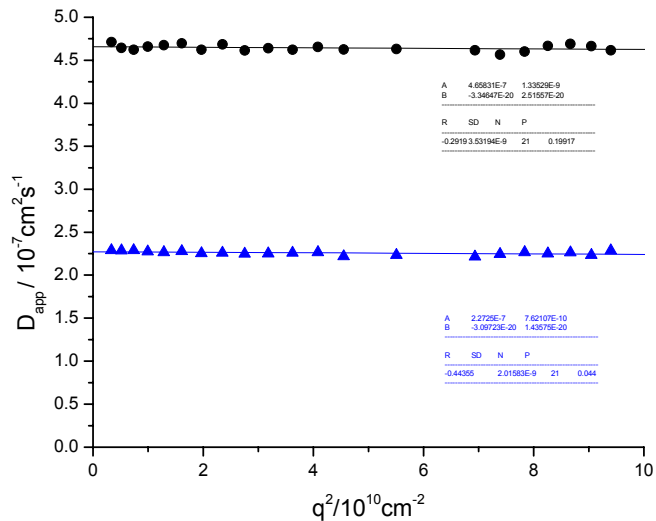 5.0
4.5
4.0
3.5
3.0
2.5
2.0
1.5
1.0
0.5
0.0
D_app / 10^-7 cm^2 s^-1
A 4.65831E-7 1.33529E-9
B -3.34647E-20 2.51557E-20
R SD N P
-0.2919 3.53194E-9 21 0.19917
A 2.2725E-7 7.62107E-10
B -3.09723E-20 1.43575E-20
R SD N P
-0.44355 2.01583E-9 21 0.044
0 2 4 6 8 10
q^2/10^10 cm^-2